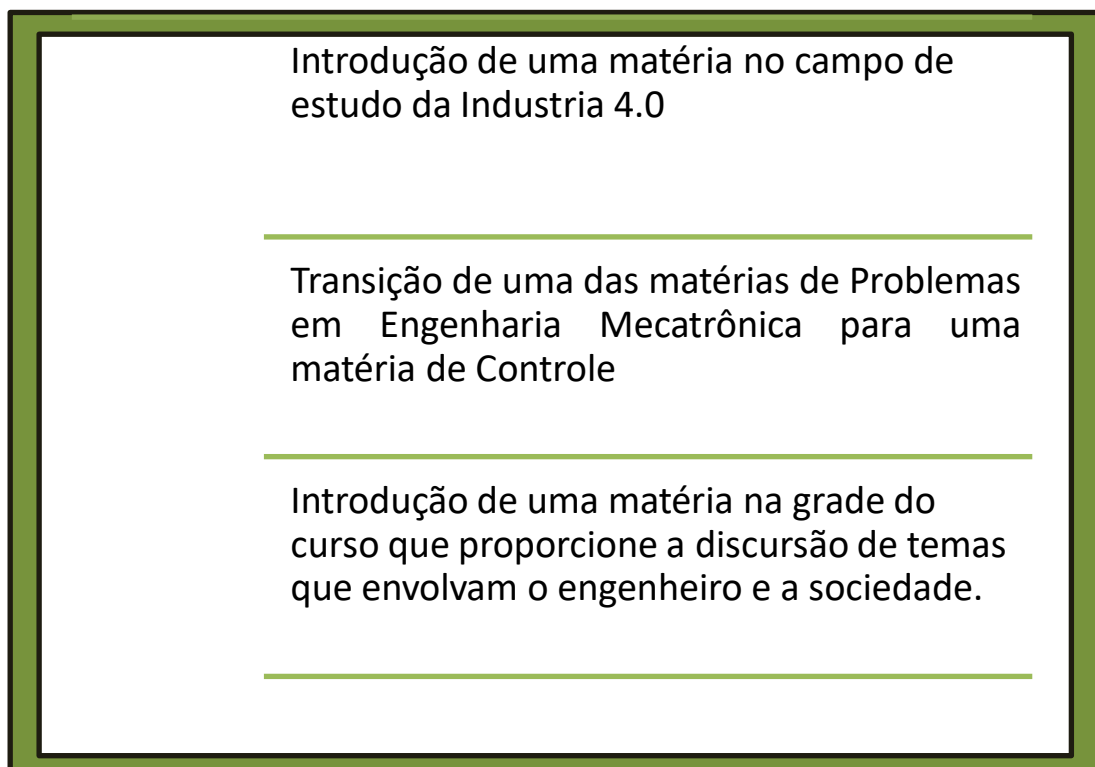 Introdução de uma matéria no campo de
estudo da Industria 4.0
Transição de uma das matérias de Problemas
em Engenharia Mecatrônica para uma
matéria de Controle
Introdução de uma matéria na grade do
curso que proporcione a discursão de temas
que envolvam o engenheiro e a sociedade.